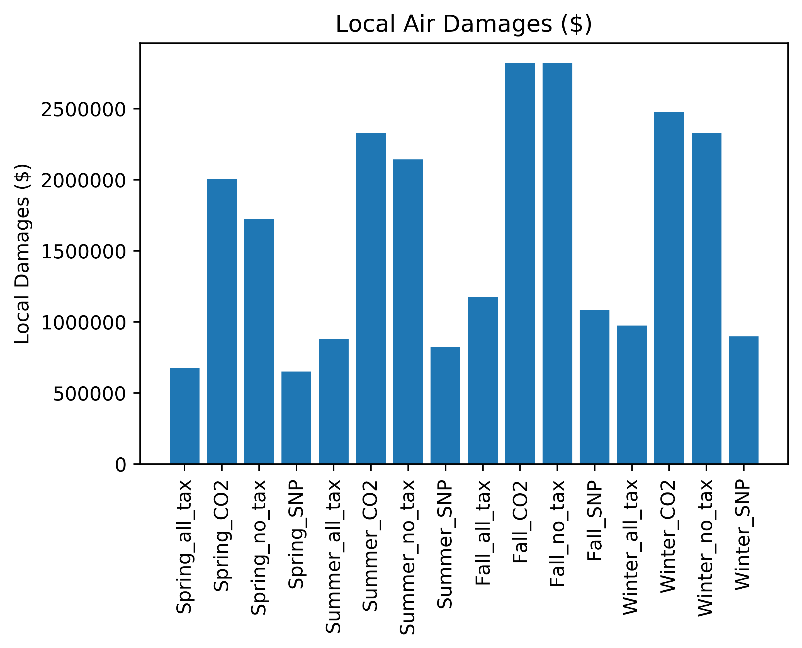 Local Air Damages ($)
Local Damages ($)
2500000
2000000
1500000
1000000
500000
0
Spring_all_tax
Spring_CO2
Spring_no_tax
Spring_SNP
Summer_all_tax
Summer_CO2
Summer_no_tax
Summer_SNP
Fall_all_tax
Fall_CO2
Fall_no_tax
Fall_SNP
Winter_all_tax
Winter_CO2
Winter_no_tax
Winter_SNP